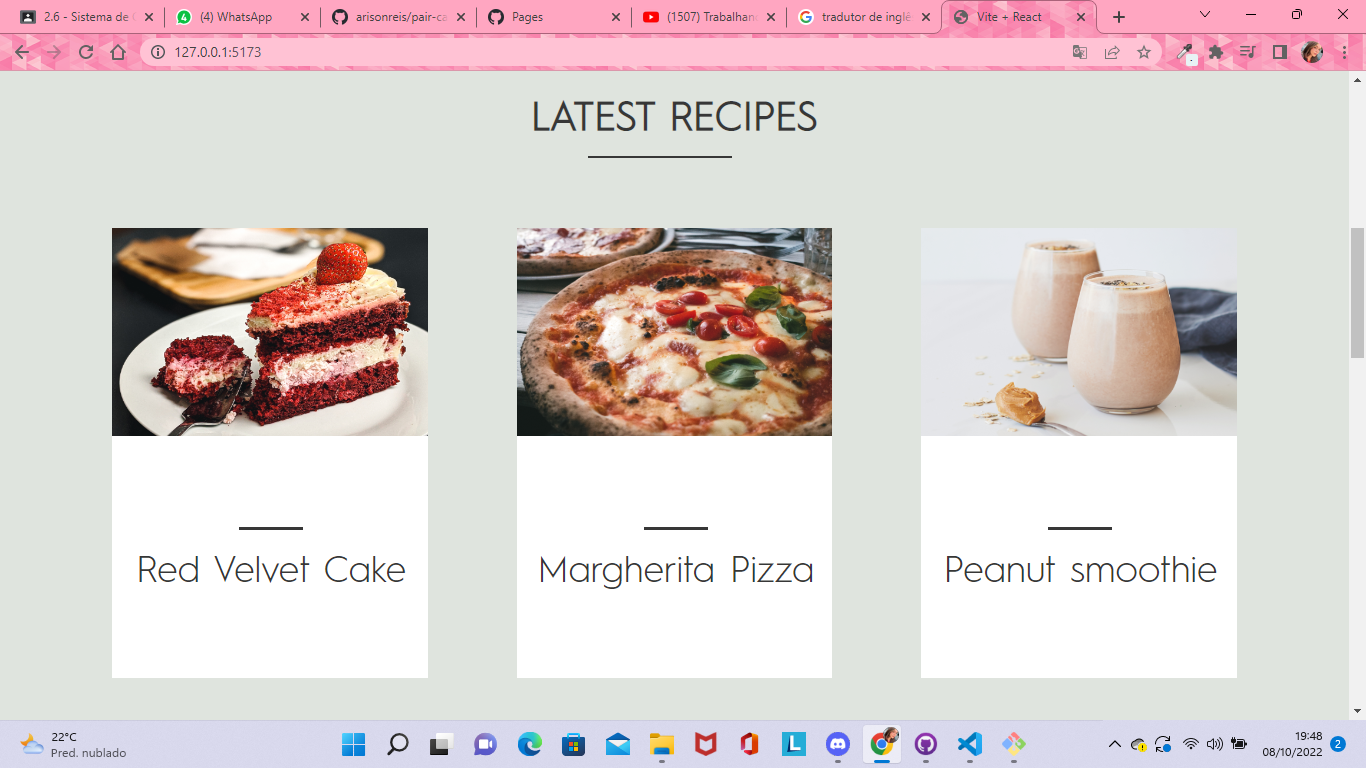 2.6 - Sistema de
(4) WhatsApp
arisonreis/pair-ca
Pages
(1507) Trabalhan
tradutor de inglê
Vite + React
127.0.0.1:5173
LATEST RECIPES
Red Velvet Cake
Margherita Pizza
Peanut smoothie
22°C
Pred. nublado
19:48
08/10/2022
2